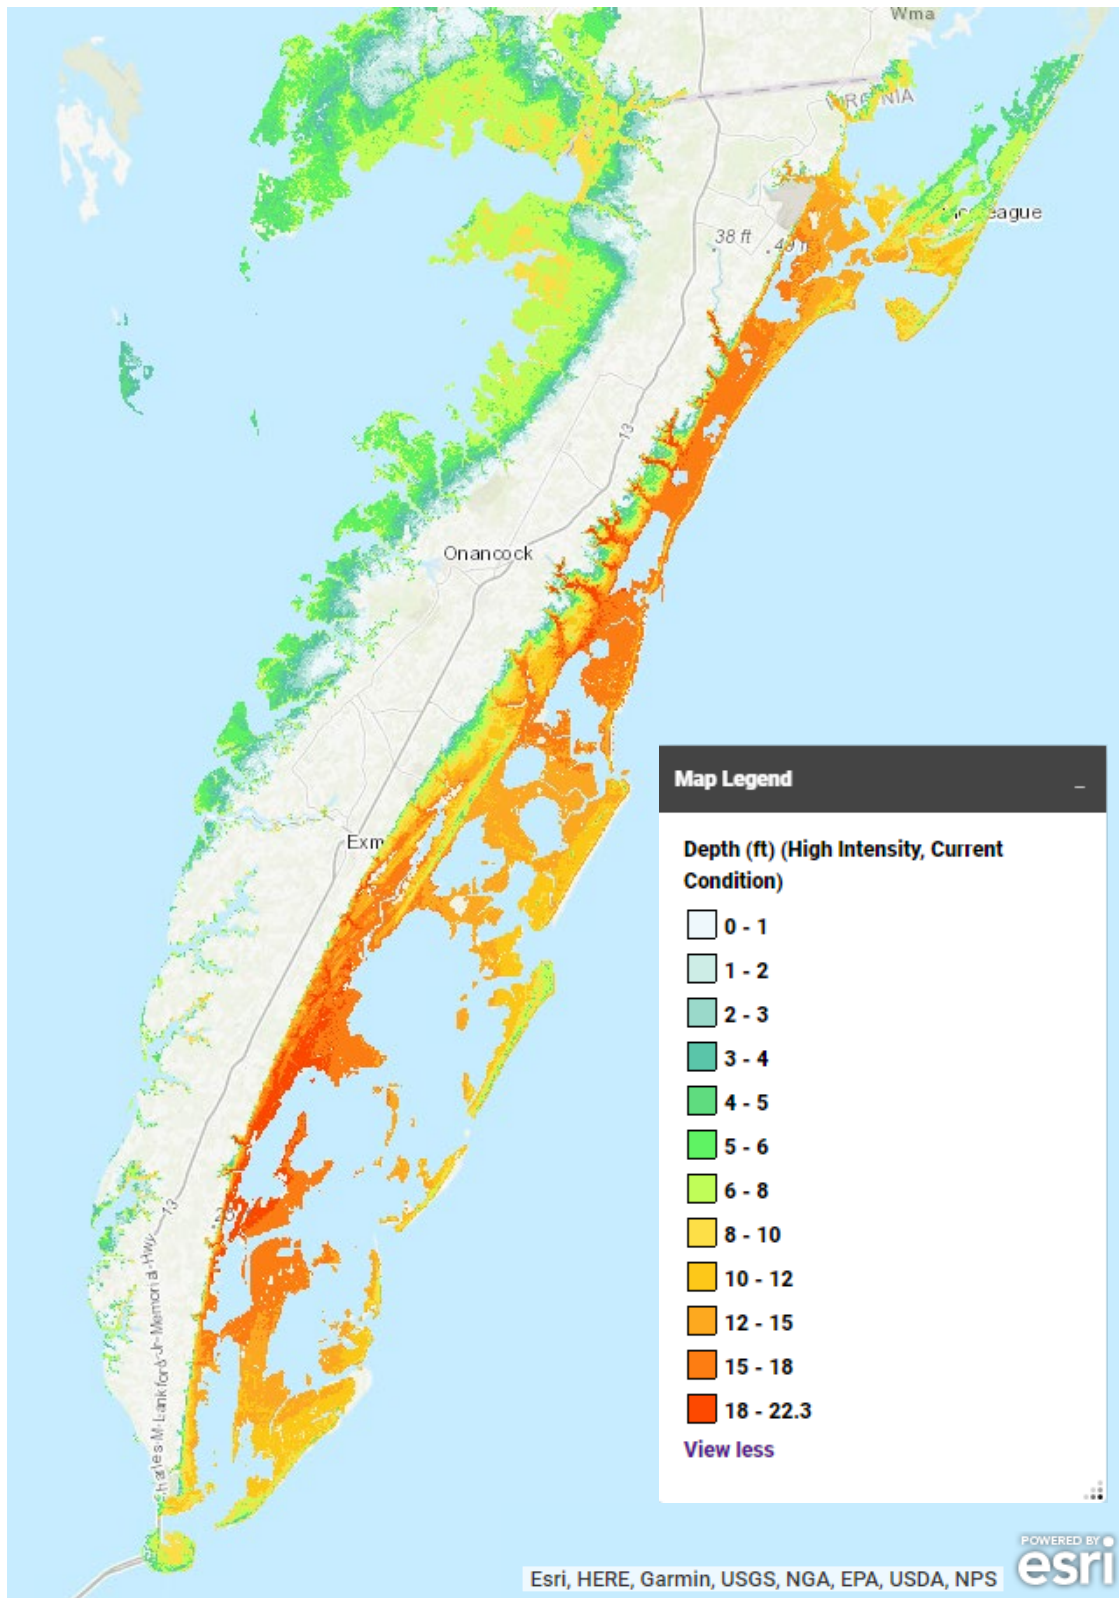 Wma
VIRGINIA
38 ft
49 f
13
Onancock
Exm
13
Charles-M-Lankford-Jr-Memorial-Hwy
Map Legend
Depth (ft) (High Intensity, Current
Condition)
0 - 1
1 - 2
2 - 3
3 - 4
4 - 5
5 - 6
6 - 8
8 - 10
10 - 12
12 - 15
15 - 18
18 - 22.3
View less
POWERED BY
esri
Esri, HERE, Garmin, USGS, NGA, EPA, USDA, NPS